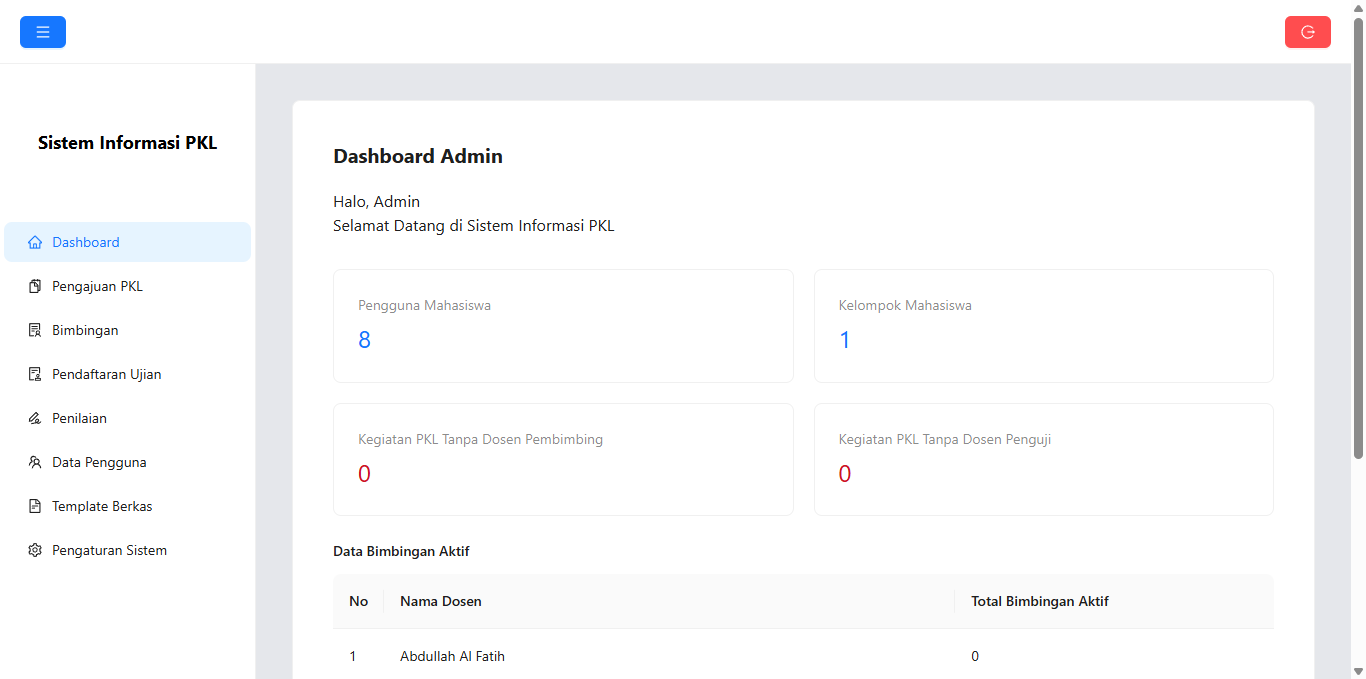 Sistem Informasi PKL
Dashboard
Pengajuan PKL
Bimbingan
Pendaftaran Ujian
Penilaian
Data Pengguna
Template Berkas
Pengaturan Sistem
Dashboard Admin
Halo, Admin
Selamat Datang di Sistem Informasi PKL
Pengguna Mahasiswa
8
Kelompok Mahasiswa
1
Kegiatan PKL Tanpa Dosen Pembimbing
0
Kegiatan PKL Tanpa Dosen Penguji
0
Data Bimbingan Aktif
No Nama Dosen Total Bimbingan Aktif
1 Abdullah Al Fatih 0